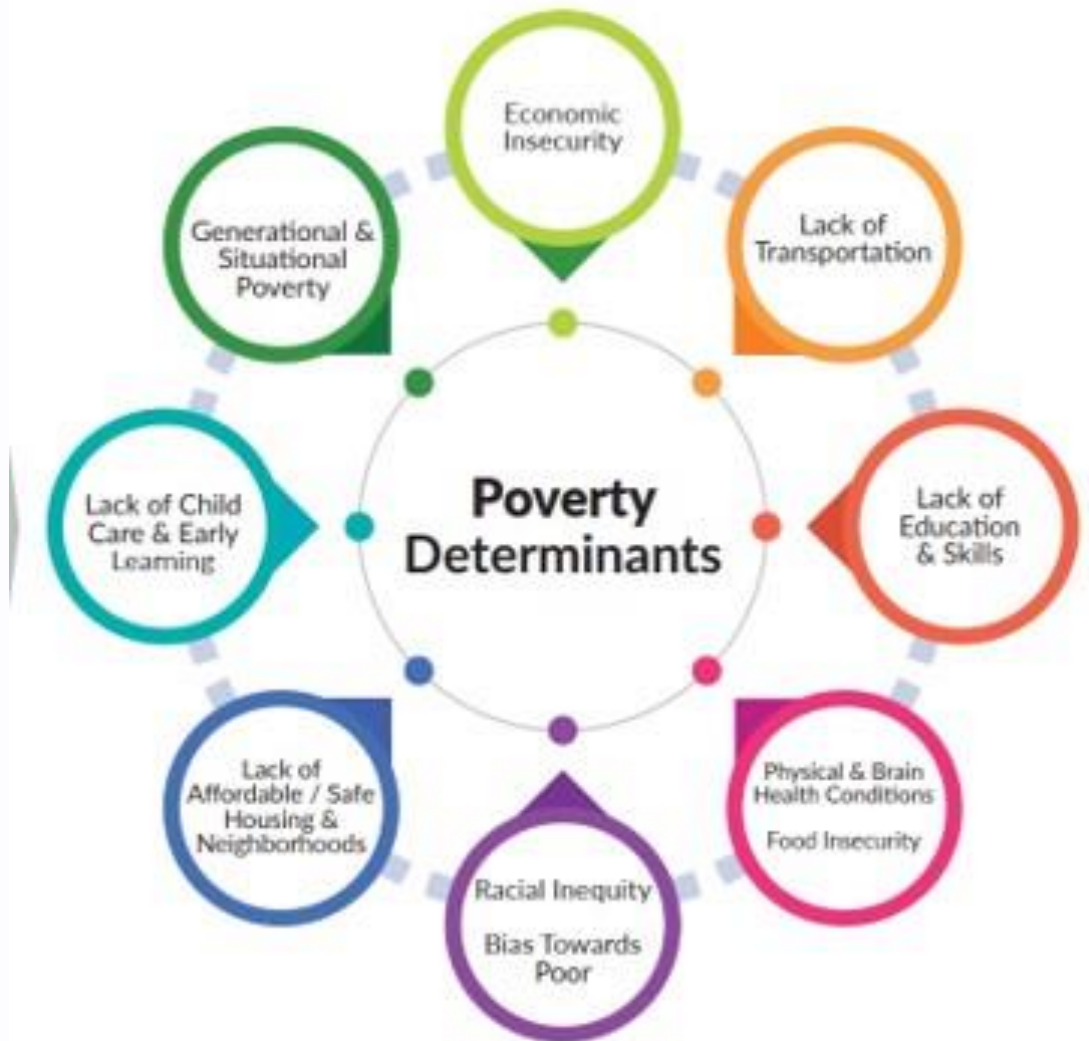 Economic
Insecurity
Lack of
Transportation
Lack of
Education
& Skills
Physical & Brain
Health Conditions
Food Insecurity
Racial Inequity
Bias Towards
Poor
Lack of
Affordable / Safe
Housing &
Neighborhoods
Lack of Child
Care & Early
Learning
Generational &
Situational
Poverty
Poverty
Determinants